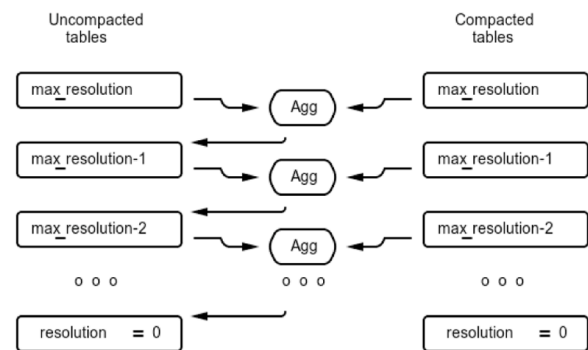 Uncompacted
tables
Compacted
tables
max_resolution
Agg
max_resolution
max_resolution-1
Agg
max_resolution-1
max_resolution-2
Agg
max_resolution-2
o o o
o o o
o o o
resolution = 0
resolution = 0